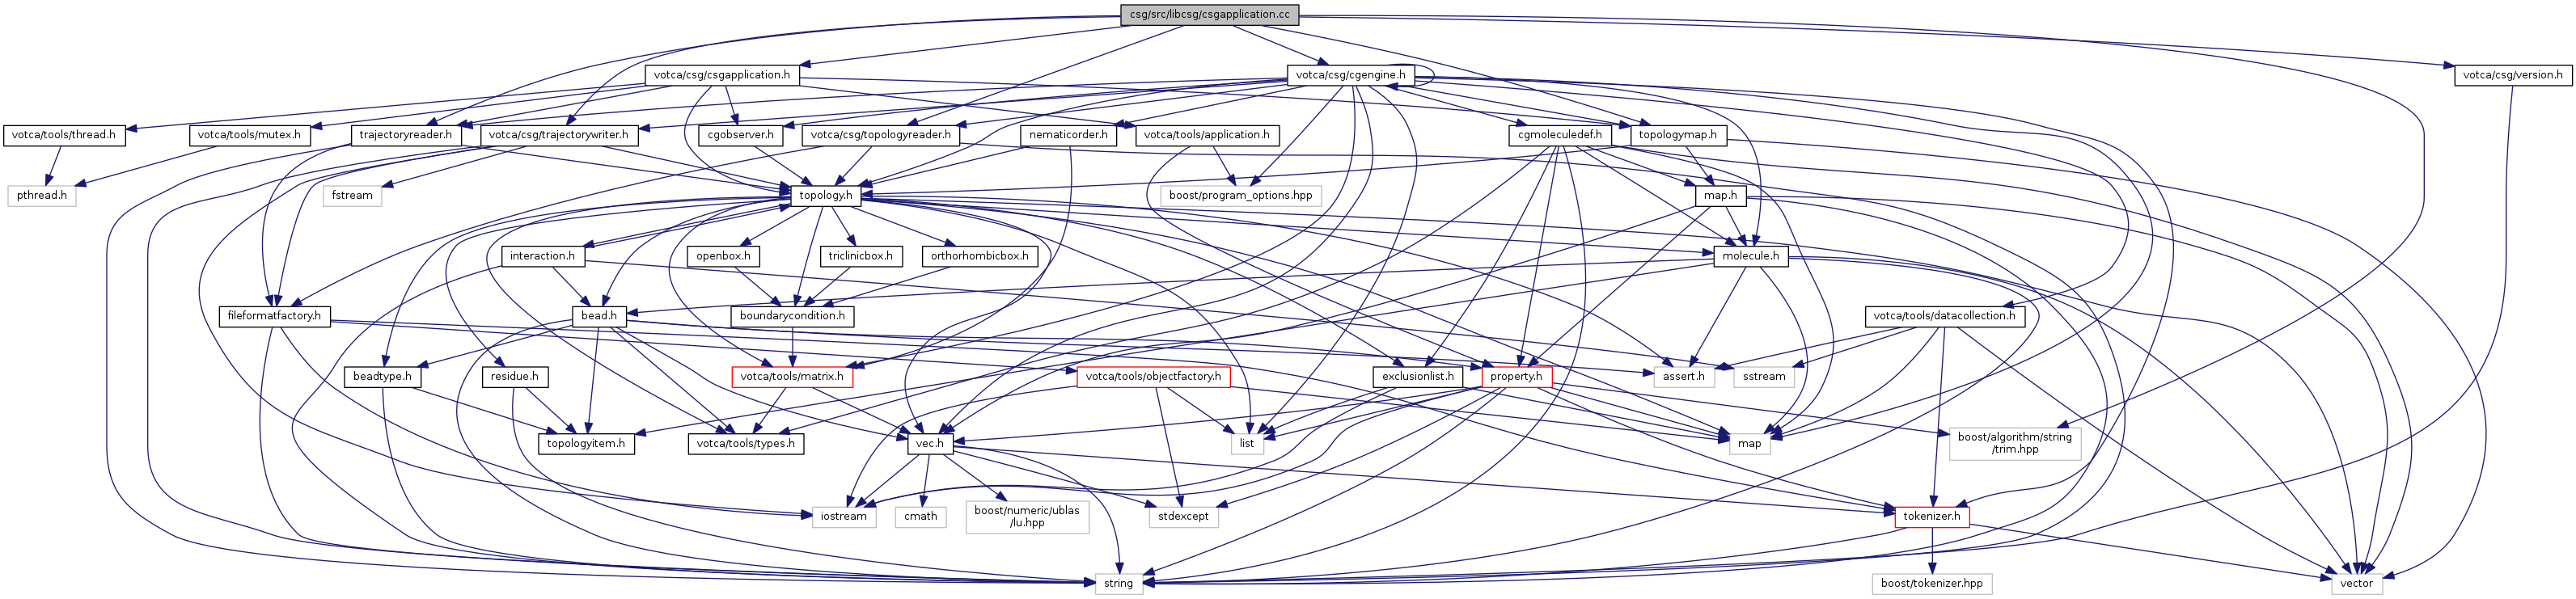 csg/src/libcsg/csgapplication.cc
votca/csg/csgapplication.h
votca/csg/cgengine.h
votca/csg/version.h
votca/tools/thread.h
votca/tools/mutex.h
trajectoryreader.h
votca/csg/trajectorywriter.h
cgobserver.h
votca/csg/topologyreader.h
nematicorder.h
votca/tools/application.h
cgmoleculedef.h
topologymap.h
pthread.h
fstream
topology.h
boost/program_options.hpp
map.h
interaction.h
openbox.h
triclinicbox.h
orthorhombicbox.h
molecule.h
fileformatfactory.h
bead.h
boundarycondition.h
votca/tools/datacollection.h
beadtype.h
residue.h
votca/tools/matrix.h
votca/tools/objectfactory.h
exclusionlist.h
property.h
assert.h
sstream
topologyitem.h
votca/tools/types.h
vec.h
list
map
boost/algorithm/string
/trim.hpp
iostream
cmath
boost/numeric/ublas
/lu.hpp
stdexcept
tokenizer.h
string
boost/tokenizer.hpp
vector